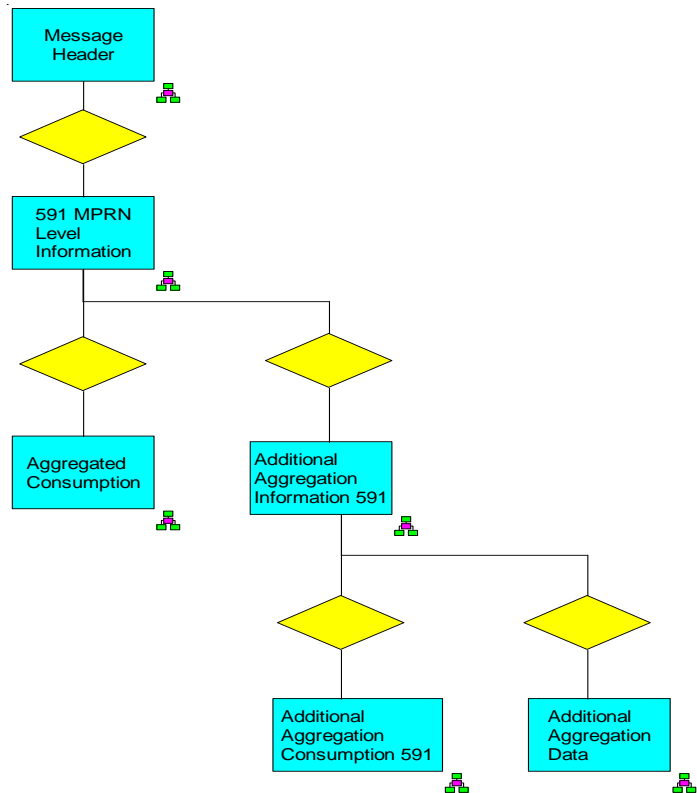 Message
Header
591 MPRN
Level
Information
Aggregated
Consumption
Additional
Aggregation
Information 591
Additional
Aggregation
Consumption 591
Additional
Aggregation
Data